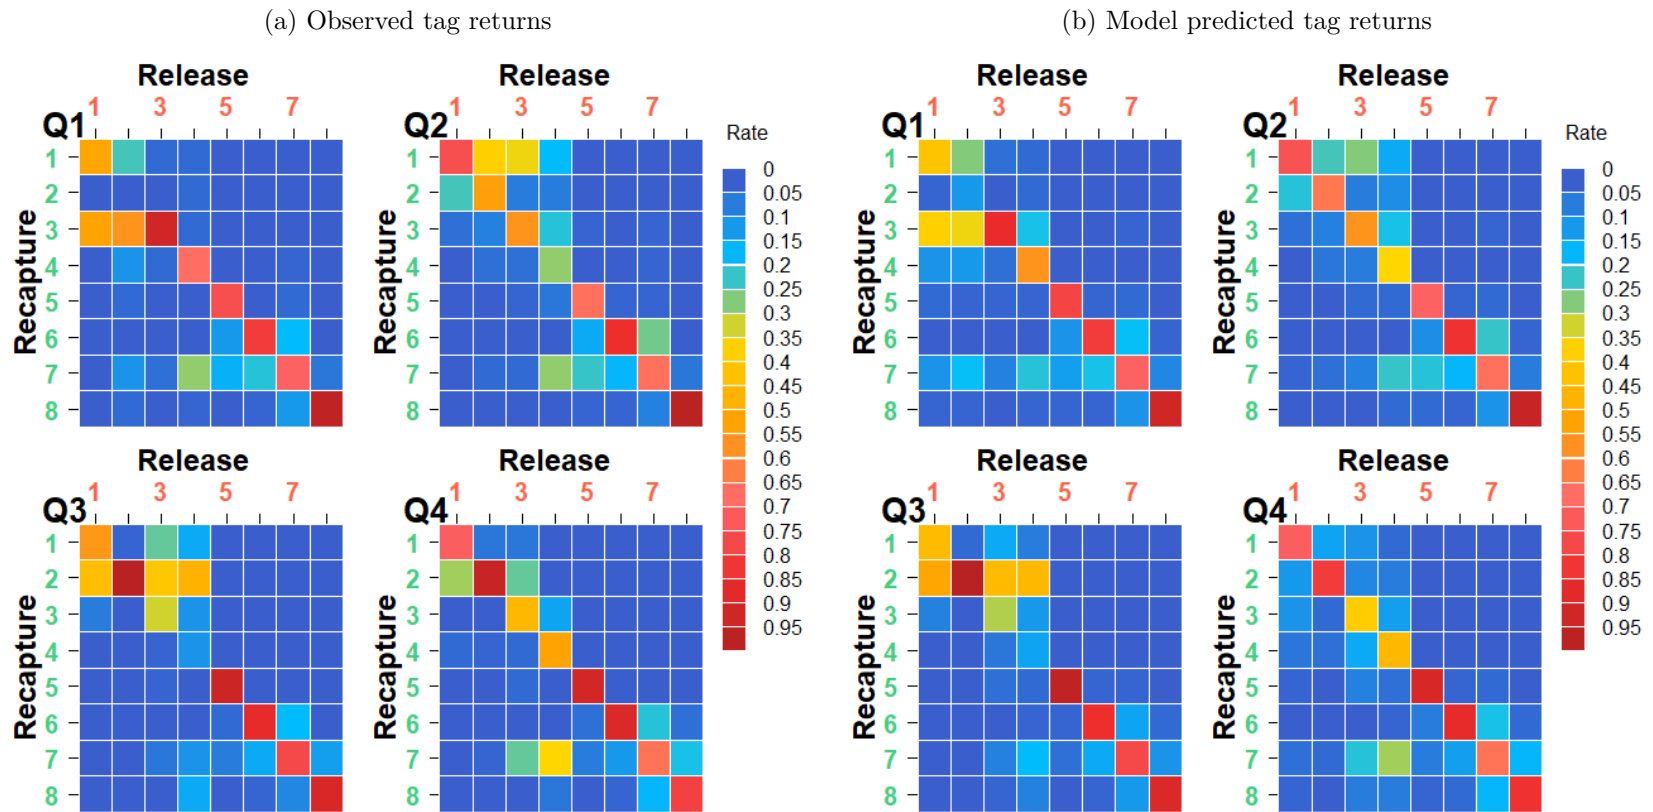 (a) Observed tag returns
(b) Model predicted tag returns
Release
Release
Release
Release
1 3 5 7
1 3 5 7
1 3 5 7
1 3 5 7
Q1
Q2
Q1
Q2
Rate
Rate
Recapture
1
2
3
4
5
6
7
8
Recapture
1
2
3
4
5
6
7
8
0
0.05
0.1
0.15
0.2
0.25
0.3
0.35
0.4
0.45
0.5
0.55
0.6
0.65
0.7
0.75
0.8
0.85
0.9
0.95
Recapture
1
2
3
4
5
6
7
8
Recapture
1
2
3
4
5
6
7
8
0
0.05
0.1
0.15
0.2
0.25
0.3
0.35
0.4
0.45
0.5
0.55
0.6
0.65
0.7
0.75
0.8
0.85
0.9
0.95
Release
Release
Release
Release
1 3 5 7
1 3 5 7
1 3 5 7
1 3 5 7
Q3
Q4
Q3
Q4
Recapture
1
2
3
4
5
6
7
8
Recapture
1
2
3
4
5
6
7
8
Recapture
1
2
3
4
5
6
7
8
Recapture
1
2
3
4
5
6
7
8